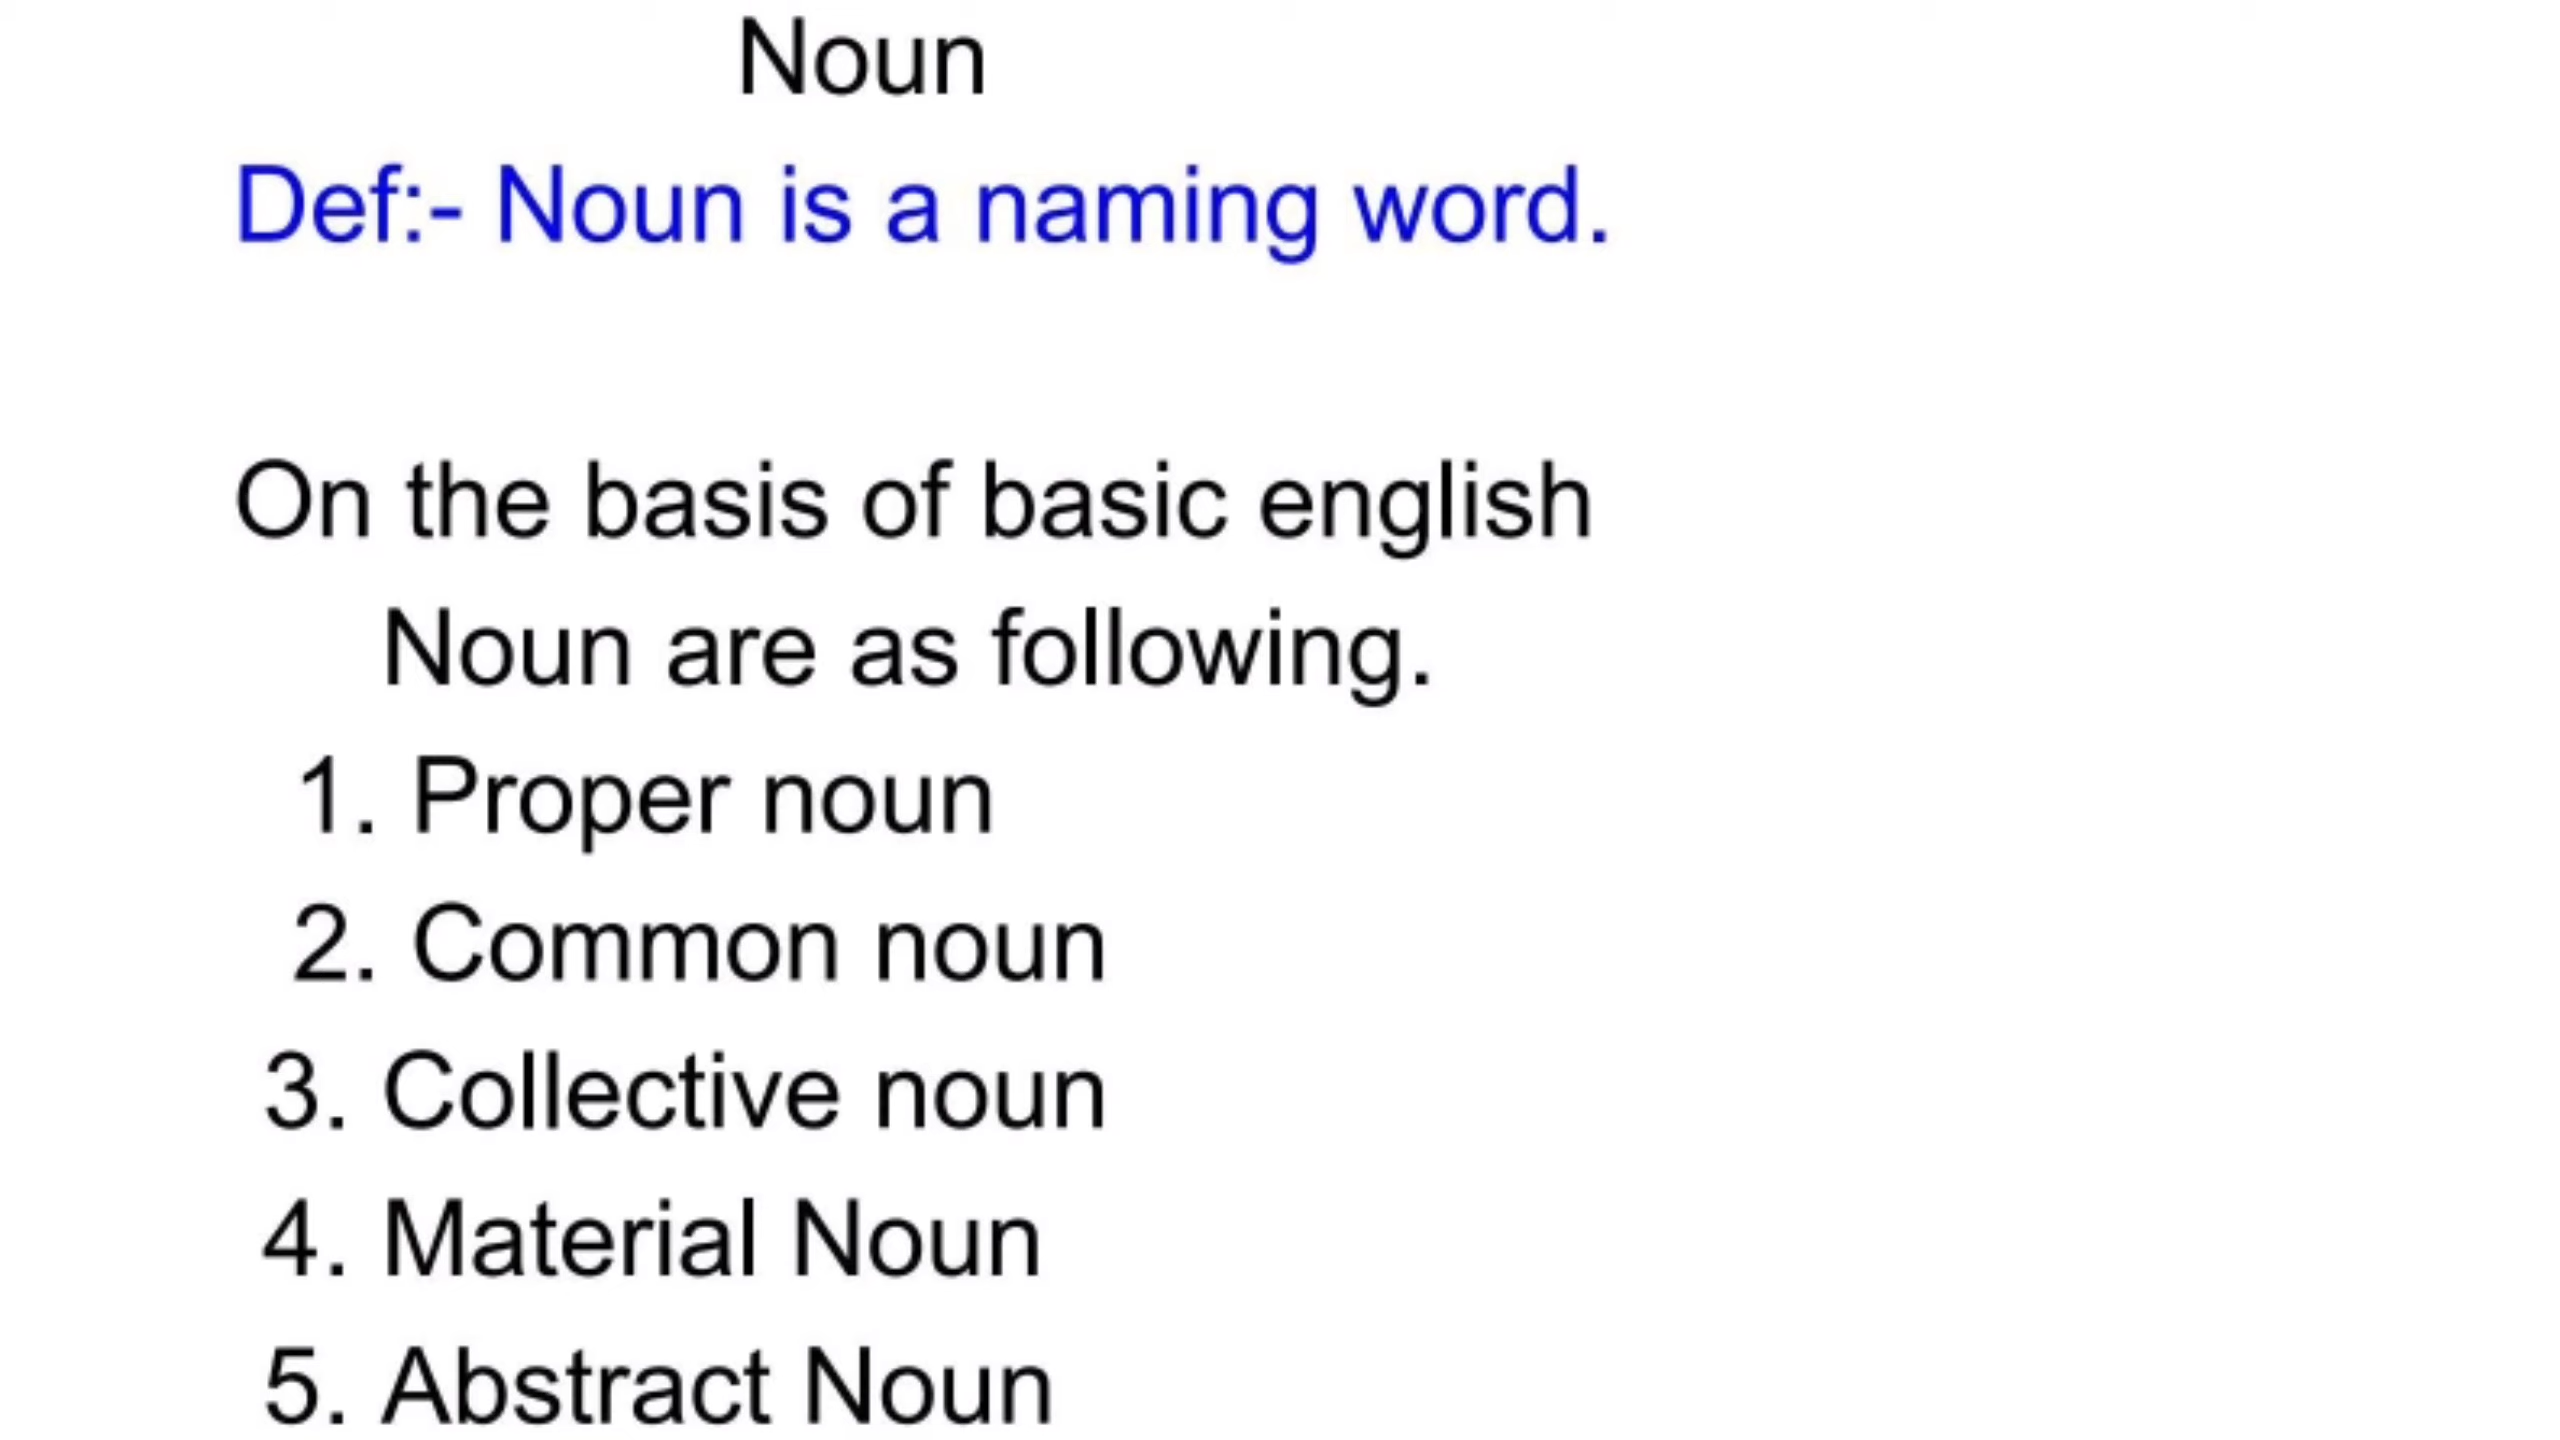 Noun
Def:- Noun is a naming word.
On the basis of basic english
Noun are as following.
1. Proper noun
2. Common noun
3. Collective noun
4. Material Noun
5. Abstract Noun